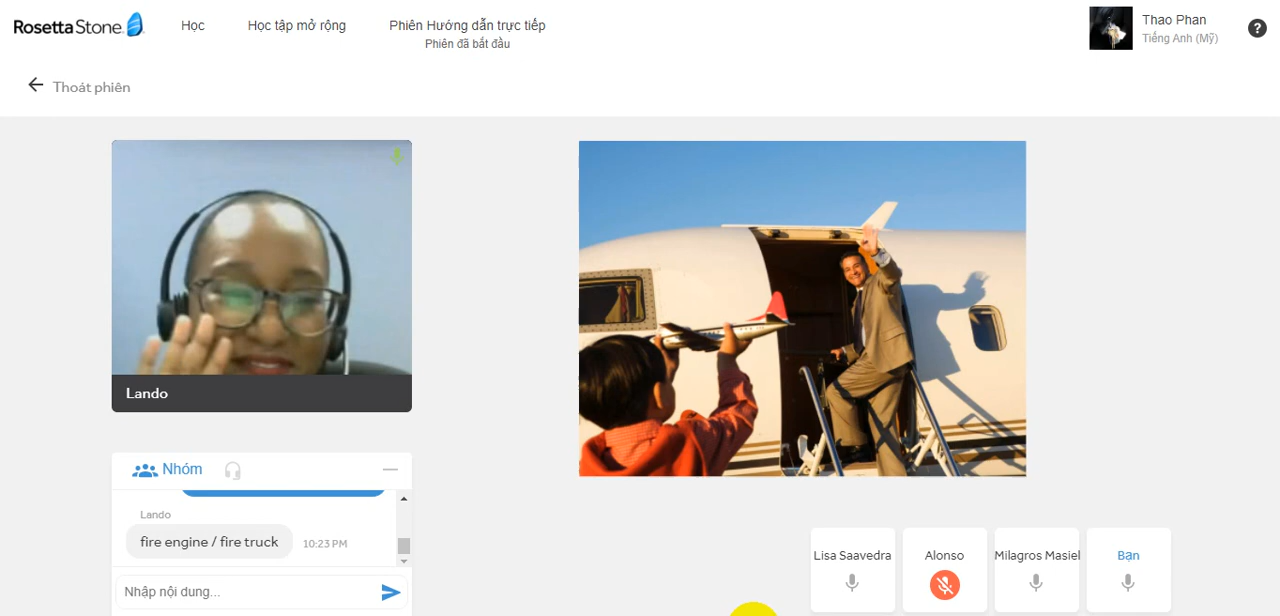 RosettaStone
Học
Học tập mở rộng
Phiên Hướng dẫn trực tiếp
Phiên đã bắt đầu
Thao Phan
Tiếng Anh (Mỹ)
?
Thoát phiên
Lando
Nhóm
Lando
fire engine / fire truck
10:23 PM
Nhập nội dung...
Lisa Saavedra
Alonso
Milagros Masiel
Bạn